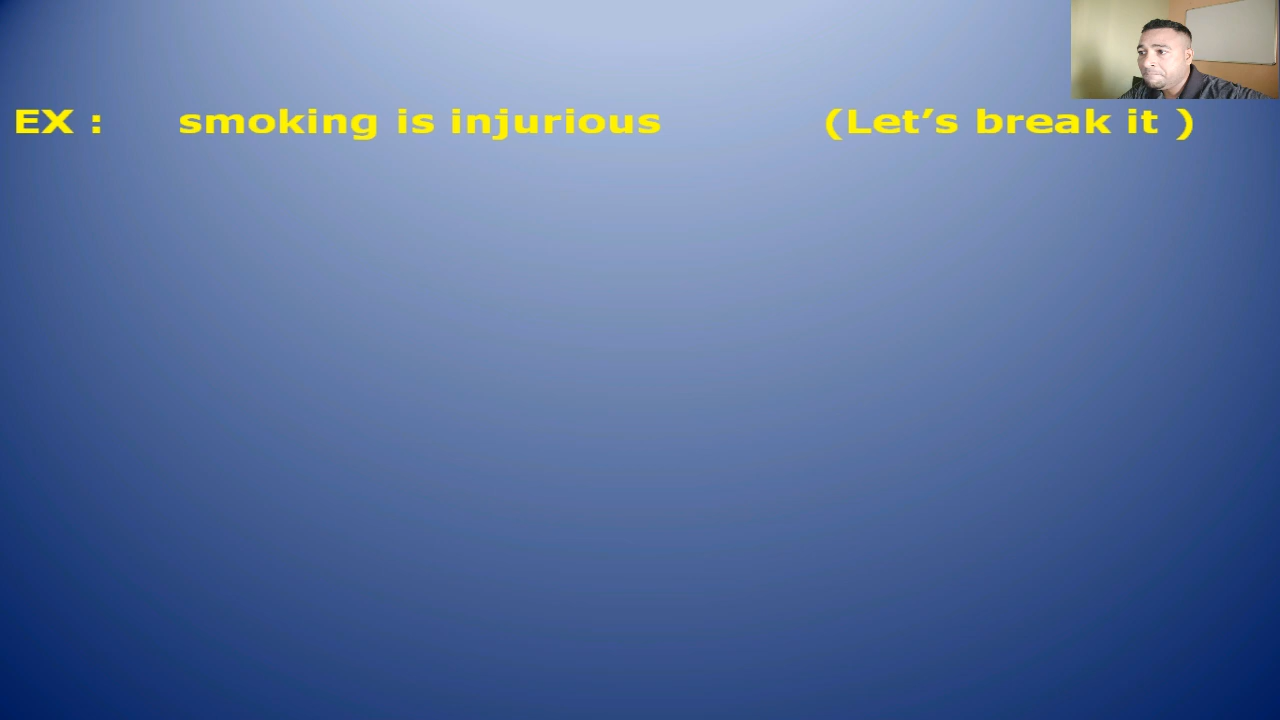 EX : smoking is injurious (Let’s break it )